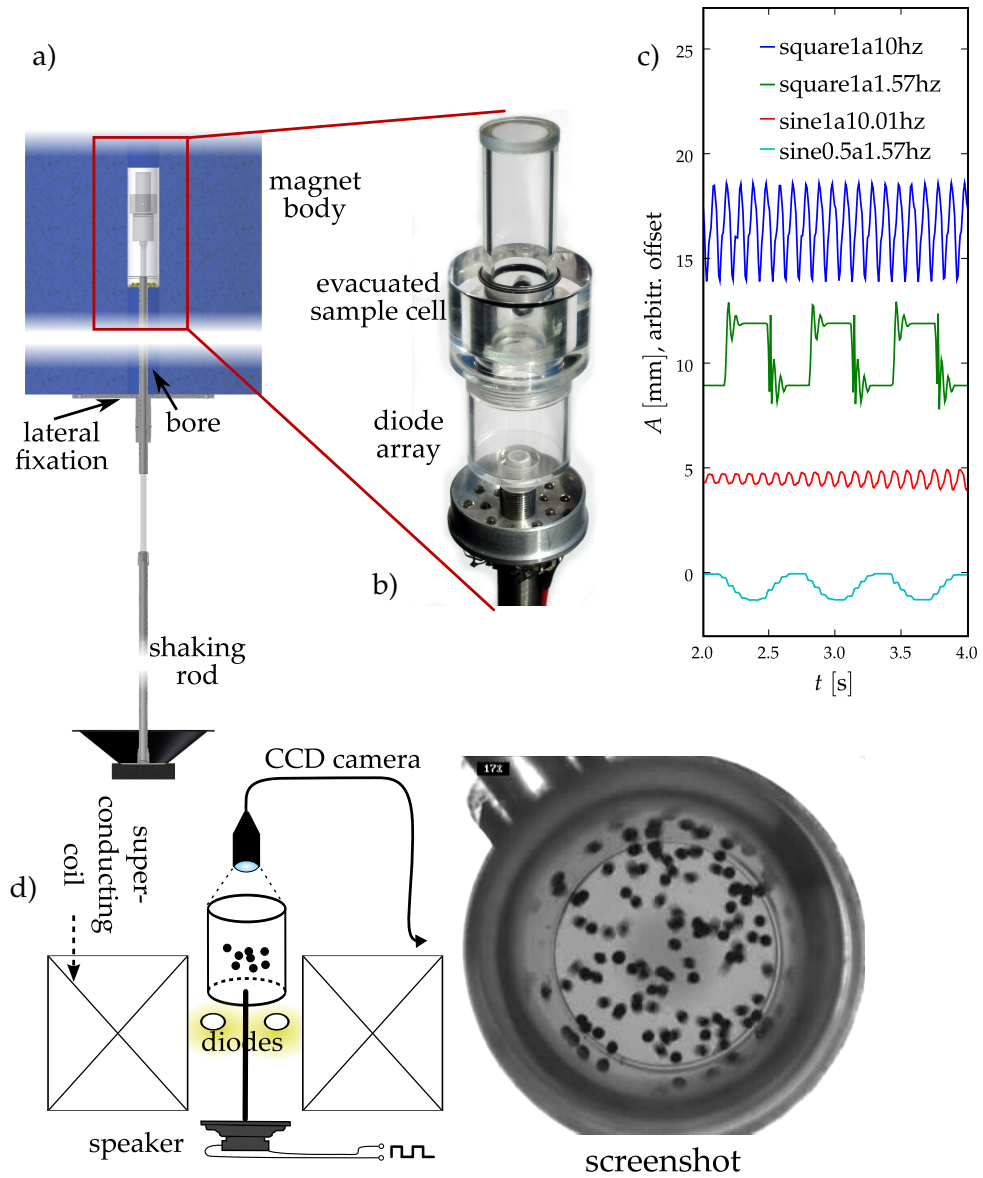 a)
magnet
body
evacuated
sample cell
diode
array
bore
lateral
fixation
b)
shaking
rod
c)
square1a10hz
square1a1.57hz
sine1a10.01hz
sine0.5a1.57hz
25
20
15
10
5
0
A [mm], arbitr. offset
2.0 2.5 3.0 3.5 4.0
t [s]
d)
super-
conducting
coil
CCD camera
diodes
speaker
17%
screenshot